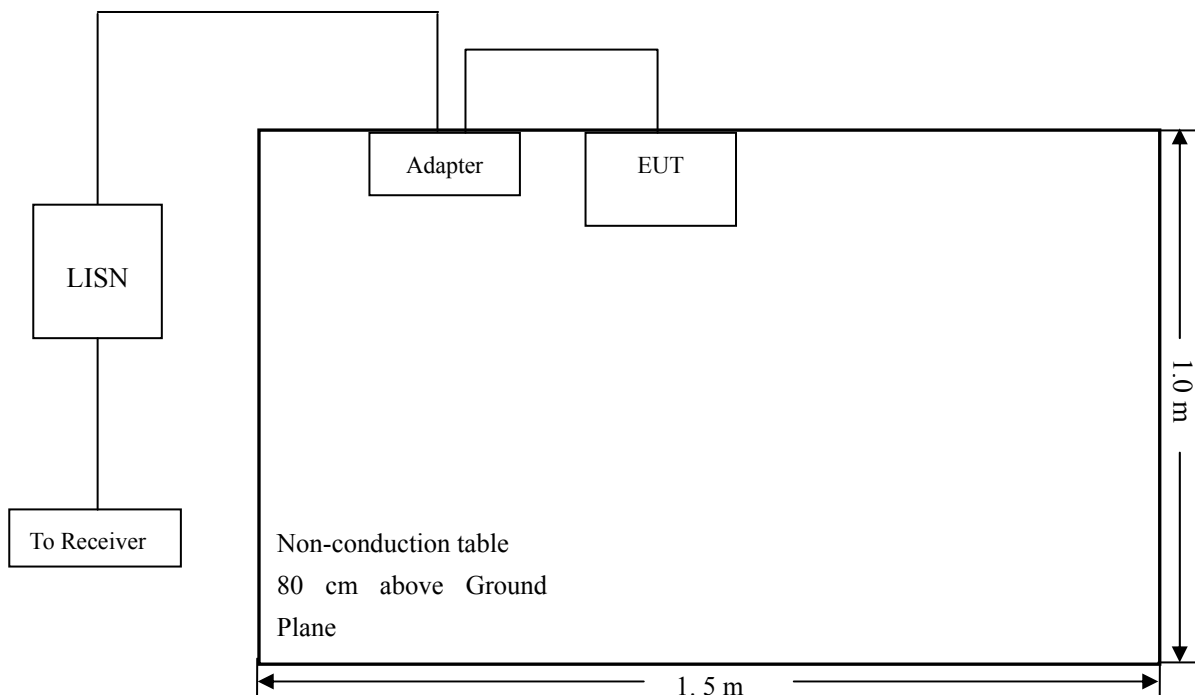 Adapter
EUT
LISN
To Receiver
Non-conduction table
80 cm above Ground
Plane
1.0 m
1. 5 m